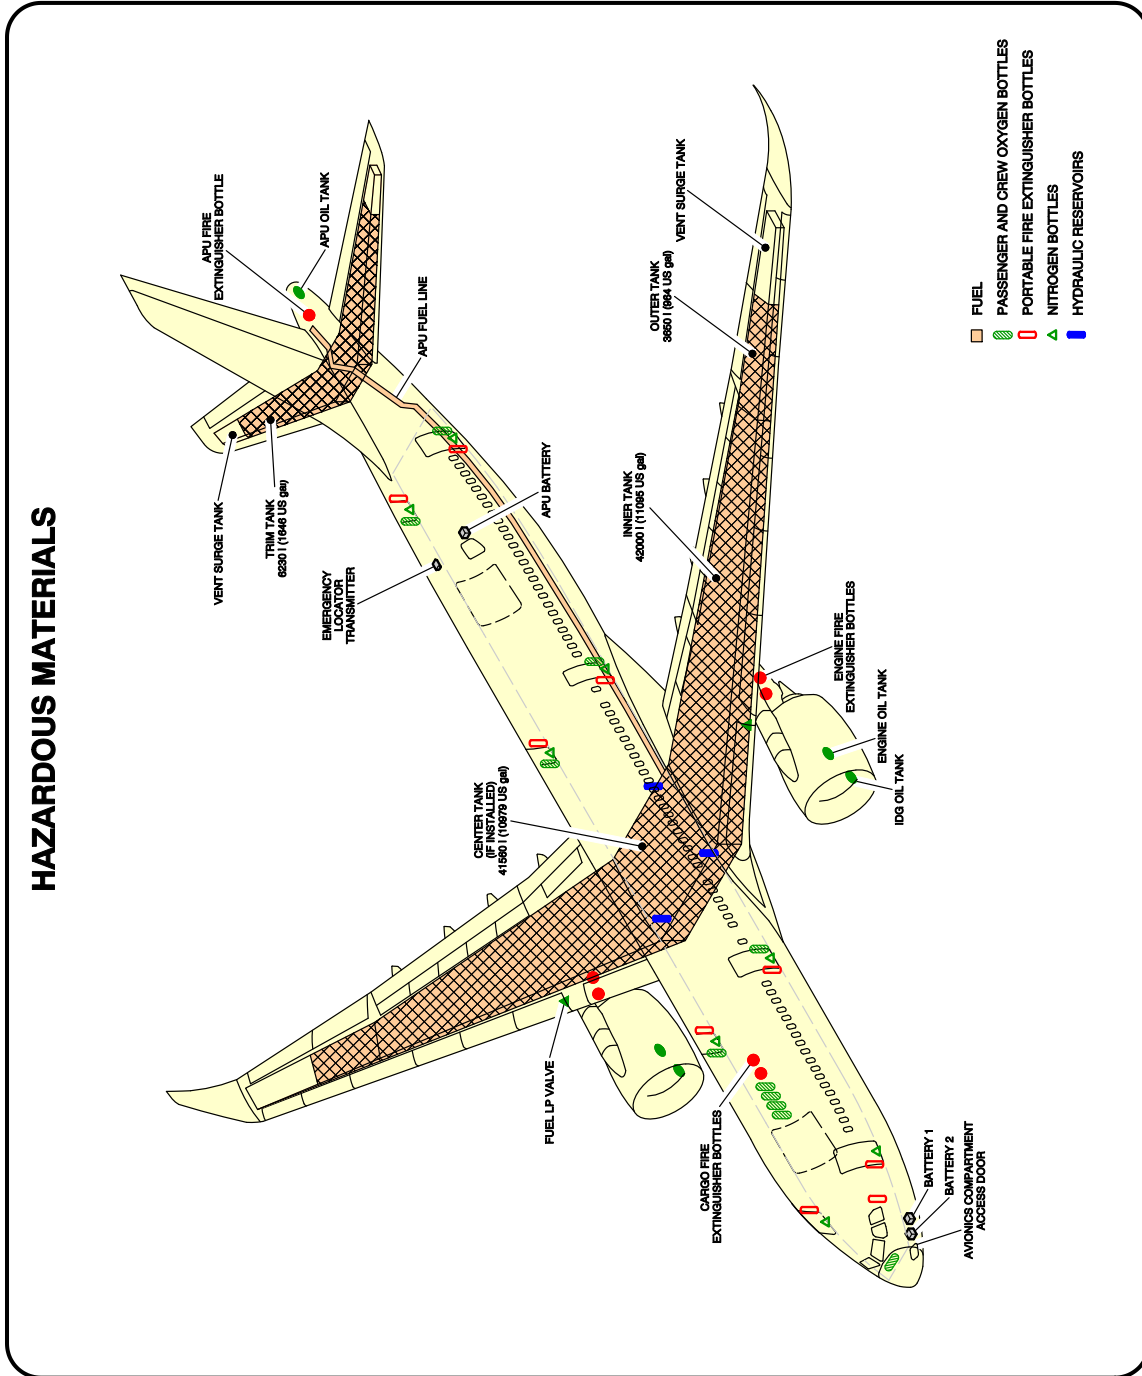 HAZARDOUS MATERIALS
APU FIRE
EXTINGUISHER BOTTLE
APU OIL TANK
VENT SURGE TANK
TRIM TANK
6230 l (1646 US gal)
APU FUEL LINE
EMERGENCY
LOCATOR
TRANSMITTER
APU BATTERY
VENT SURGE TANK
OUTER TANK
3650 l (964 US gal)
INNER TANK
42000 l (11095 US gal)
CENTER TANK
(IF INSTALLED)
41560 l (10979 US gal)
ENGINE FIRE
EXTINGUISHER BOTTLES
ENGINE OIL TANK
IDG OIL TANK
FUEL LP VALVE
CARGO FIRE
EXTINGUISHER BOTTLES
BATTERY 1
BATTERY 2
AVIONICS COMPARTMENT
ACCESS DOOR
FUEL
PASSENGER AND CREW OXYGEN BOTTLES
PORTABLE FIRE EXTINGUISHER BOTTLES
NITROGEN BOTTLES
HYDRAULIC RESERVOIRS